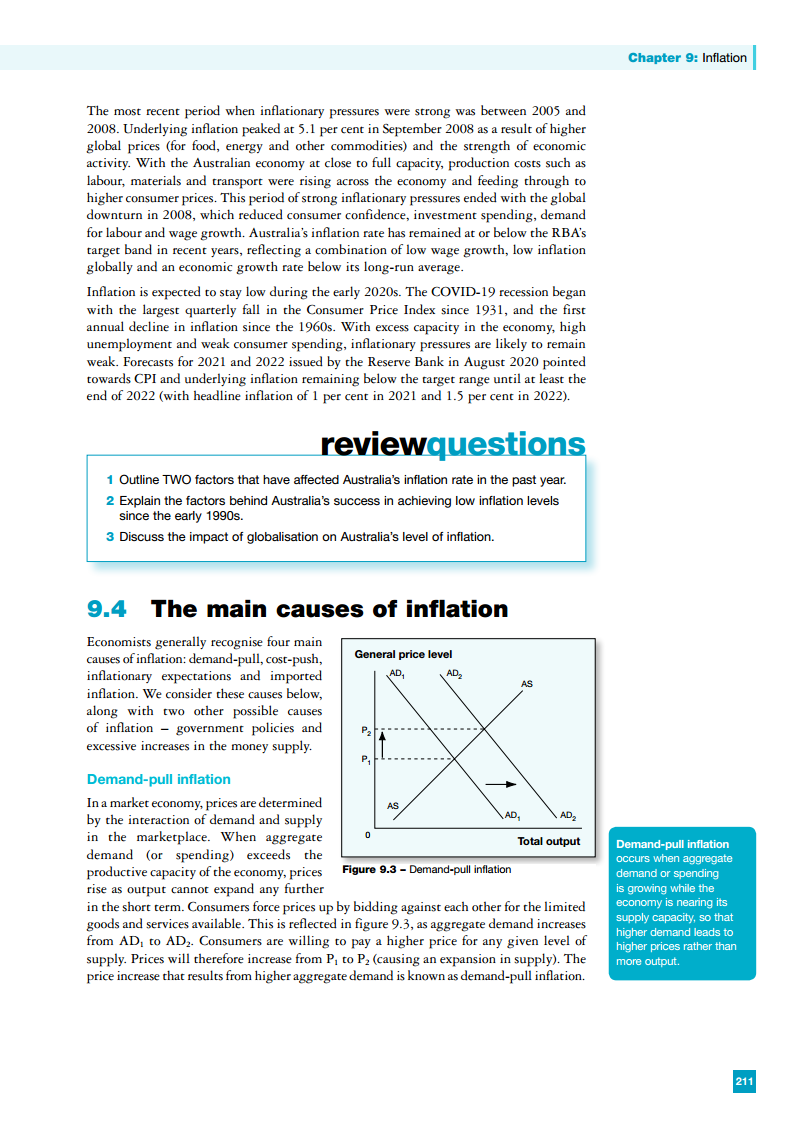 Chapter 9: Inflation
The most recent period when inflationary pressures were strong was between 2005 and
2008. Underlying inflation peaked at 5.1 per cent in September 2008 as a result of higher
global prices (for food, energy and other commodities) and the strength of economic
activity. With the Australian economy at close to full capacity, production costs such as
labour, materials and transport were rising across the economy and feeding through to
higher consumer prices. This period of strong inflationary pressures ended with the global
downturn in 2008, which reduced consumer confidence, investment spending, demand
for labour and wage growth. Australia's inflation rate has remained at or below the RBA's
target band in recent years, reflecting a combination of low wage growth, low inflation
globally and an economic growth rate below its long-run average.
Inflation is expected to stay low during the early 2020s. The COVID-19 recession began
with the largest quarterly fall in the Consumer Price Index since 1931, and the first
annual decline in inflation since the 1960s. With excess capacity in the economy, high
unemployment and weak consumer spending, inflationary pressures are likely to remain
weak. Forecasts for 2021 and 2022 issued by the Reserve Bank in August 2020 pointed
towards CPI and underlying inflation remaining below the target range until at least the
end of 2022 (with headline inflation of 1 per cent in 2021 and 1.5 per cent in 2022).
reviewquestions
1 Outline TWO factors that have affected Australia's inflation rate in the past year.
2 Explain the factors behind Australia's success in achieving low inflation levels
since the early 1990s.
3 Discuss the impact of globalisation on Australia's level of inflation.
9.4 The main causes of inflation
Economists generally recognise four main
causes of inflation: demand-pull, cost-push,
inflationary expectations and imported
inflation. We consider these causes below,
along with two other possible causes
of inflation – government policies and
excessive increases in the money supply.
Demand-pull inflation
In a market economy, prices are determined
by the interaction of demand and supply
in the marketplace. When aggregate
demand (or spending) exceeds the
productive capacity of the economy, prices
rise as output cannot expand any further
in the short term. Consumers force prices up by bidding against each other for the limited
goods and services available. This is reflected in figure 9.3, as aggregate demand increases
from AD₁ to AD₂. Consumers are willing to pay a higher price for any given level of
supply. Prices will therefore increase from P₁ to P₂ (causing an expansion in supply). The
price increase that results from higher aggregate demand is known as demand-pull inflation.
General price level
AD₁ AD₂
AS
P₂
P₁
AS
AD₁ AD₂
0
Total output
Figure 9.3 – Demand-pull inflation
Demand-pull inflation
occurs when aggregate
demand or spending
is growing while the
economy is nearing its
supply capacity, so that
higher demand leads to
higher prices rather than
more output.
211